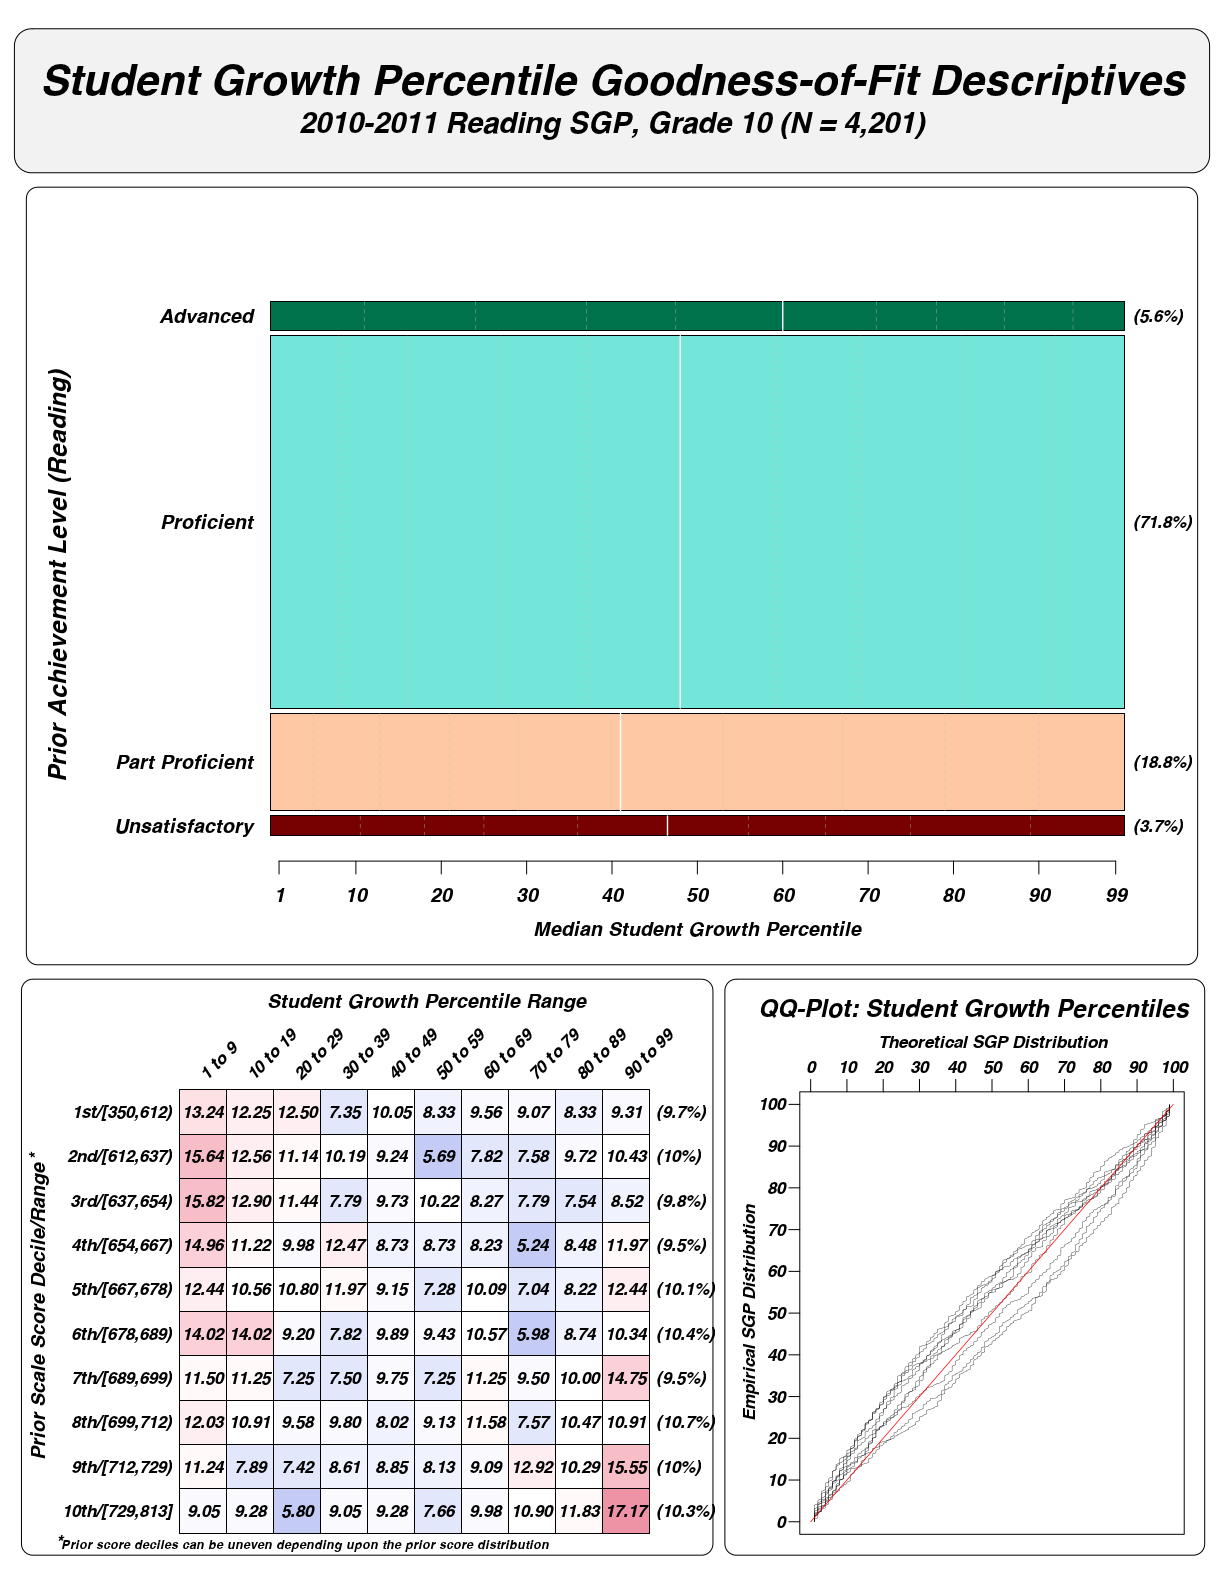 Student Growth Percentile Goodness-of-Fit Descriptives
2010-2011 Reading SGP, Grade 10 (N = 4,201)
Prior Achievement Level (Reading)
Advanced (5.6%)
Proficient (71.8%)
Part Proficient (18.8%)
Unsatisfactory (3.7%)
1 10 20 30 40 50 60 70 80 90 99
Median Student Growth Percentile
Student Growth Percentile Range
1 to 9 10 to 19 20 to 29 30 to 39 40 to 49 50 to 59 60 to 69 70 to 79 80 to 89 90 to 99
Prior Scale Score Decile/Range*
1st/[350,612) 13.24 12.25 12.50 7.35 10.05 8.33 9.56 9.07 8.33 9.31 (9.7%)
2nd/[612,637) 15.64 12.56 11.14 10.19 9.24 5.69 7.82 7.58 9.72 10.43 (10%)
3rd/[637,654) 15.82 12.90 11.44 7.79 9.73 10.22 8.27 7.79 7.54 8.52 (9.8%)
4th/[654,667) 14.96 11.22 9.98 12.47 8.73 8.73 8.23 5.24 8.48 11.97 (9.5%)
5th/[667,678) 12.44 10.56 10.80 11.97 9.15 7.28 10.09 7.04 8.22 12.44 (10.1%)
6th/[678,689) 14.02 14.02 9.20 7.82 9.89 9.43 10.57 5.98 8.74 10.34 (10.4%)
7th/[689,699) 11.50 11.25 7.25 7.50 9.75 7.25 11.25 9.50 10.00 14.75 (9.5%)
8th/[699,712) 12.03 10.91 9.58 9.80 8.02 9.13 11.58 7.57 10.47 10.91 (10.7%)
9th/[712,729) 11.24 7.89 7.42 8.61 8.85 8.13 9.09 12.92 10.29 15.55 (10%)
10th/[729,813] 9.05 9.28 5.80 9.05 9.28 7.66 9.98 10.90 11.83 17.17 (10.3%)
*Prior score deciles can be uneven depending upon the prior score distribution
QQ-Plot: Student Growth Percentiles
Theoretical SGP Distribution
0 10 20 30 40 50 60 70 80 90 100
Empirical SGP Distribution
100
90
80
70
60
50
40
30
20
10
0